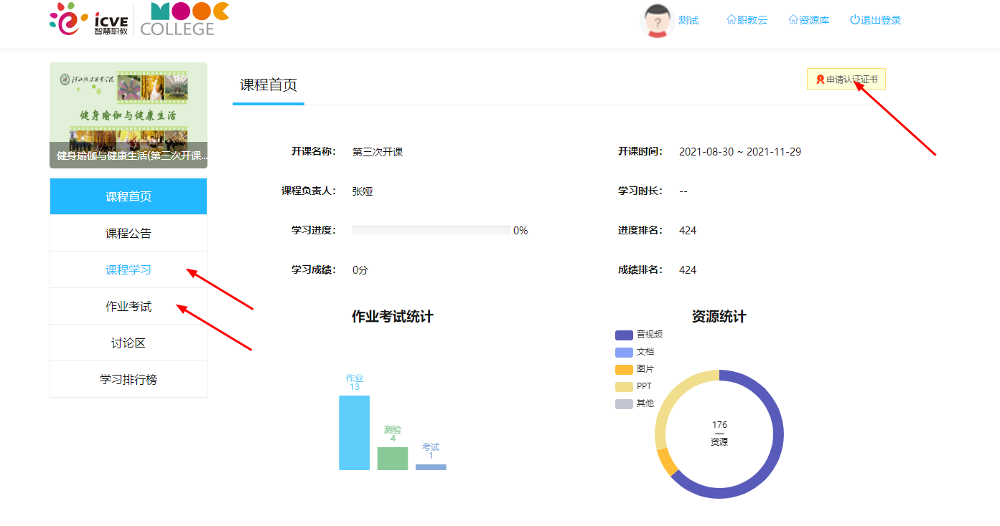 icve
智慧职教
MOOC
COLLEGE
测试
职教云
资源库
退出登录
健身瑜伽与健康生活
健身瑜伽与健康生活(第三次开课...
课程首页
课程公告
课程学习
作业考试
讨论区
学习排行榜
课程首页
申请认证证书
开课名称： 第三次开课
开课时间： 2021-08-30 ~ 2021-11-29
课程负责人： 张娅
学习时长： --
学习进度： 0%
进度排名： 424
学习成绩： 0分
成绩排名： 424
作业考试统计
作业
13
测验
4
考试
1
资源统计
音视频
文档
图片
PPT
其他
176
资源